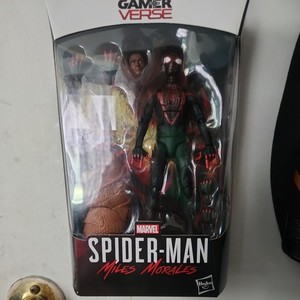 GAMER
VERSE
MARVEL
SPIDER-MAN
Miles Morales
Hasbro